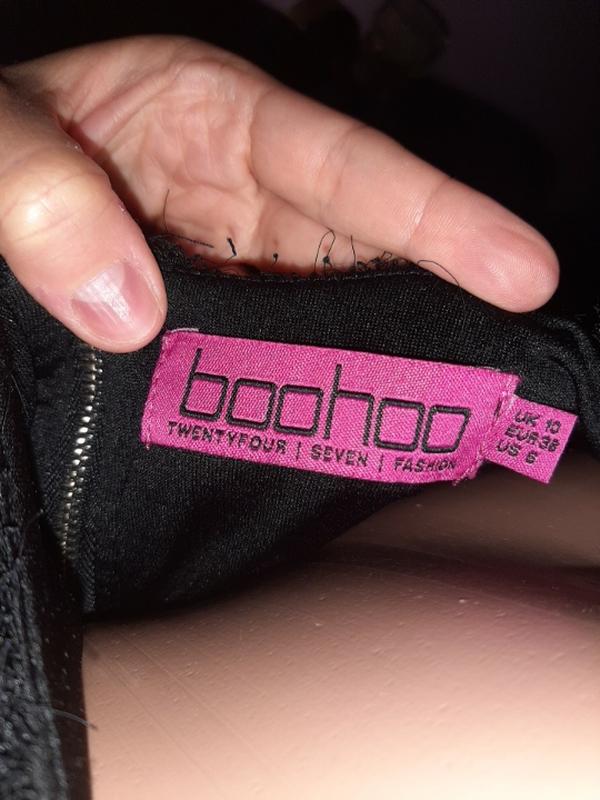 boohoo
TWENTYFOUR | SEVEN | FASHION
UK 10
EUR 38
US 6